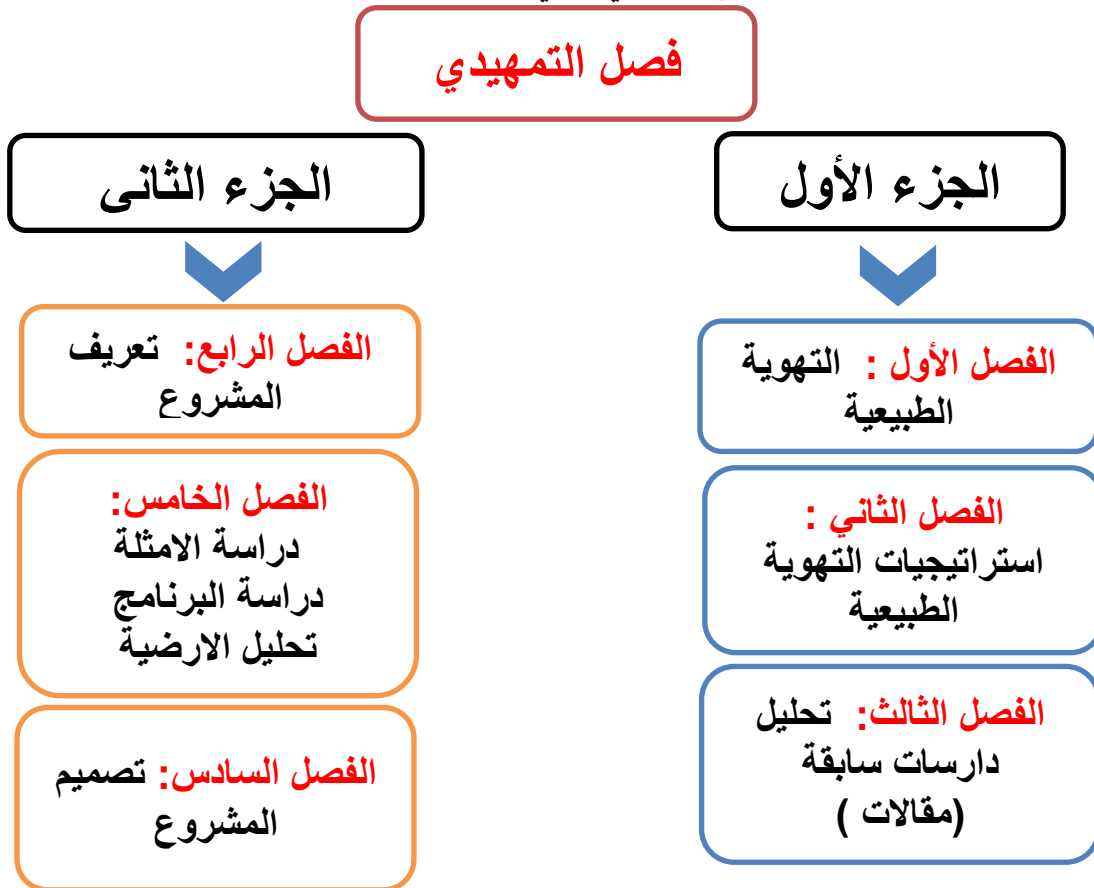 فصل التمهيدي
الجزء الأول
الفصل الأول : التهوية
الطبيعية
الفصل الثاني :
استراتيجيات التهوية
الطبيعية
الفصل الثالث: تحليل
دارسات سابقة
(مقالات )
الجزء الثانى
الفصل الرابع: تعريف
المشروع
الفصل الخامس:
دراسة الامثلة
دراسة البرنامج
تحليل الارضية
الفصل السادس: تصميم
المشروع